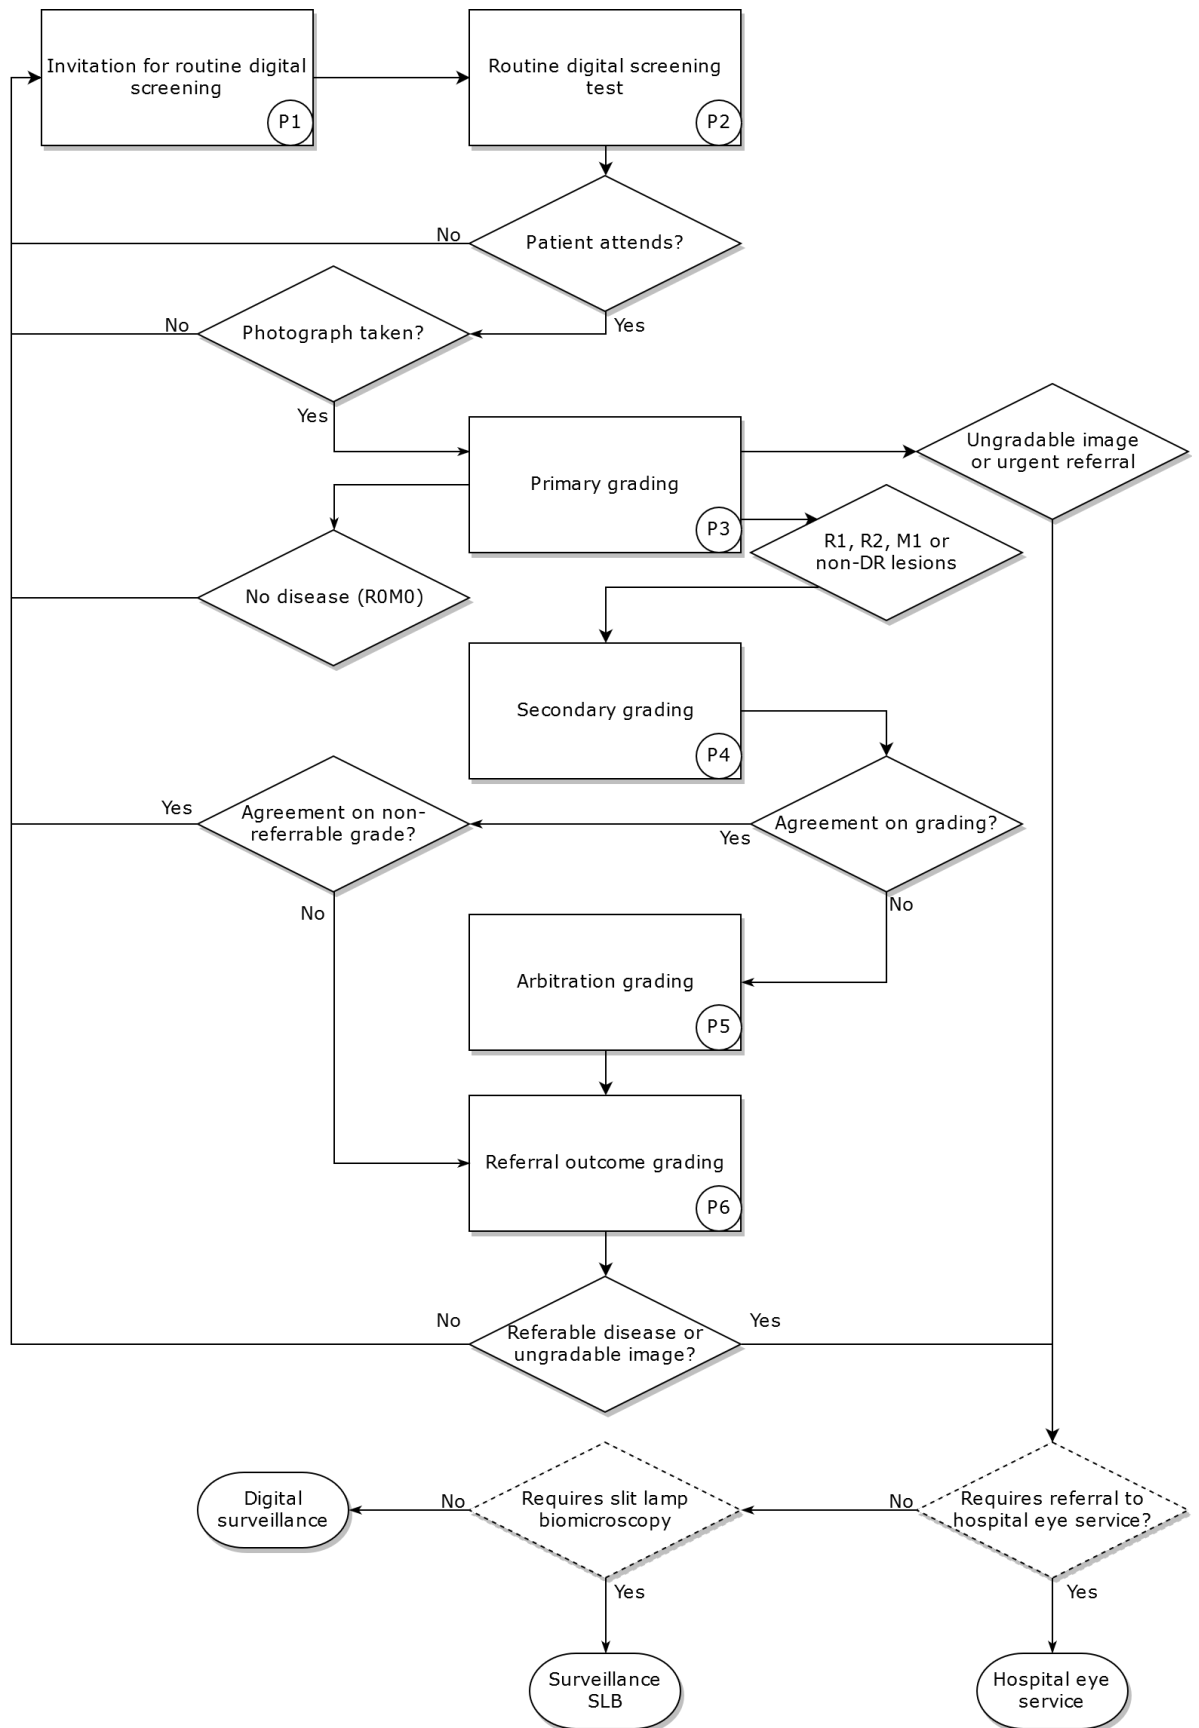 Invitation for routine digital
screening
P1
Routine digital screening
test
P2
Patient attends?
No
Yes
Photograph taken?
No
Yes
Primary grading
P3
Ungradable image
or urgent referral
R1, R2, M1 or
non-DR lesions
No disease (R0M0)
Secondary grading
P4
Agreement on grading?
Yes
No
Agreement on non-
referrable grade?
Yes
No
Arbitration grading
P5
Referral outcome grading
P6
Referable disease or
ungradable image?
No
Yes
Requires referral to
hospital eye service?
No
Yes
Requires slit lamp
biomicroscopy
No
Yes
Digital
surveillance
Surveillance
SLB
Hospital eye
service